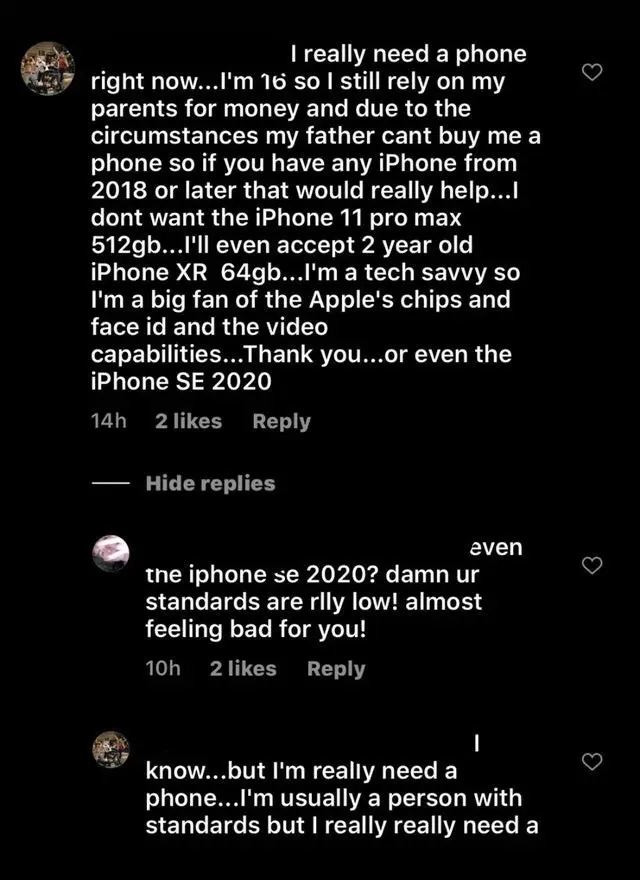 I really need a phone
right now...I'm 16 so I still rely on my
parents for money and due to the
circumstances my father cant buy me a
phone so if you have any iPhone from
2018 or later that would really help...I
dont want the iPhone 11 pro max
512gb...I'll even accept 2 year old
iPhone XR 64gb...I'm a tech savvy so
I'm a big fan of the Apple's chips and
face id and the video
capabilities...Thank you...or even the
iPhone SE 2020
14h 2 likes Reply
Hide replies
even
the iphone se 2020? damn ur
standards are rlly low! almost
feeling bad for you!
10h 2 likes Reply
I
know...but I'm really need a
phone...I'm usually a person with
standards but I really really need a